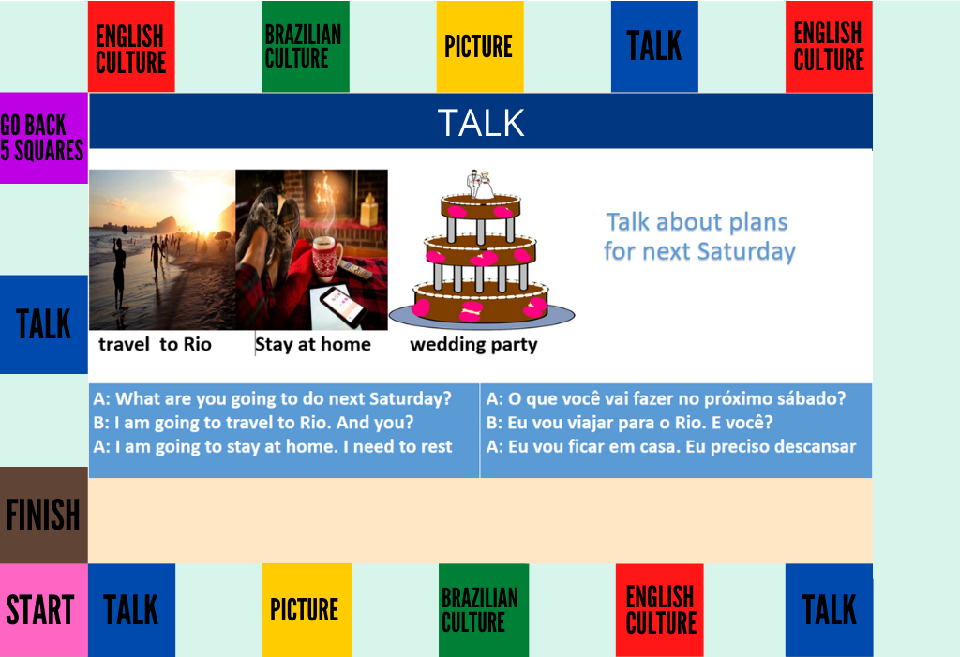 ENGLISH
CULTURE
BRAZILIAN
CULTURE
PICTURE
TALK
ENGLISH
CULTURE
GO BACK
5 SQUARES
TALK
Talk about plans
for next Saturday
TALK
travel to Rio
Stay at home
wedding party
A: What are you going to do next Saturday?
B: I am going to travel to Rio. And you?
A: I am going to stay at home. I need to rest
A: O que você vai fazer no próximo sábado?
B: Eu vou viajar para o Rio. E você?
A: Eu vou ficar em casa. Eu preciso descansar
FINISH
START
TALK
PICTURE
BRAZILIAN
CULTURE
ENGLISH
CULTURE
TALK